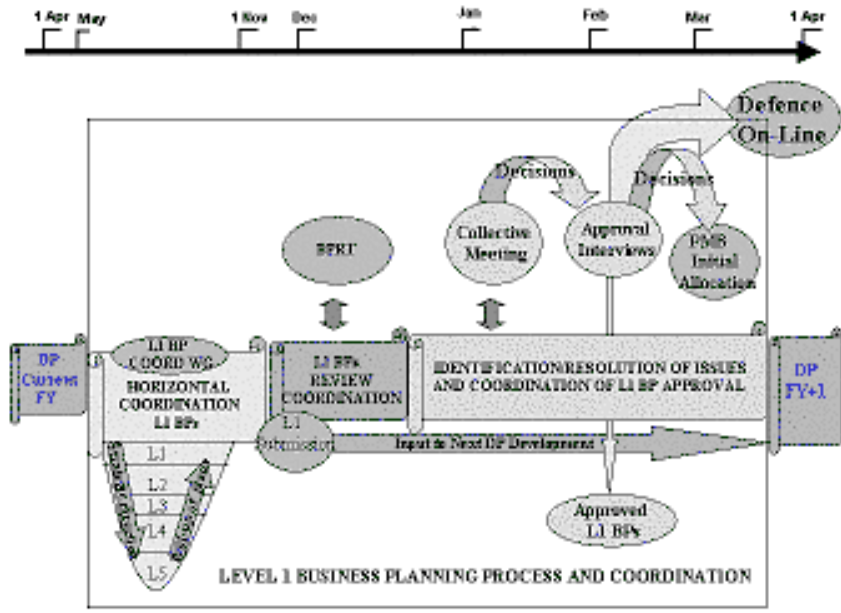 1 Apr
May
1 Nov
Dec
Jan
Feb
Mar
1 Apr
Defence
On-Line
Decisions
Decisions
Collective
Meeting
Approval
Interviews
PMB
Initial
Allocation
BPRT
DP
Current
FY
L1 BP
COORD WG
HORIZONTAL
COORDINATION
L1 BPs
L1 BPs
REVIEW
COORDINATION
IDENTIFICATION/RESOLUTION OF ISSUES
AND COORDINATION OF L1 BP APPROVAL
DP
FY+1
L1
Submission
Input to Next DP Development
L1
L2
L3
L4
L5
Approved
L1 BPs
LEVEL 1 BUSINESS PLANNING PROCESS AND COORDINATION